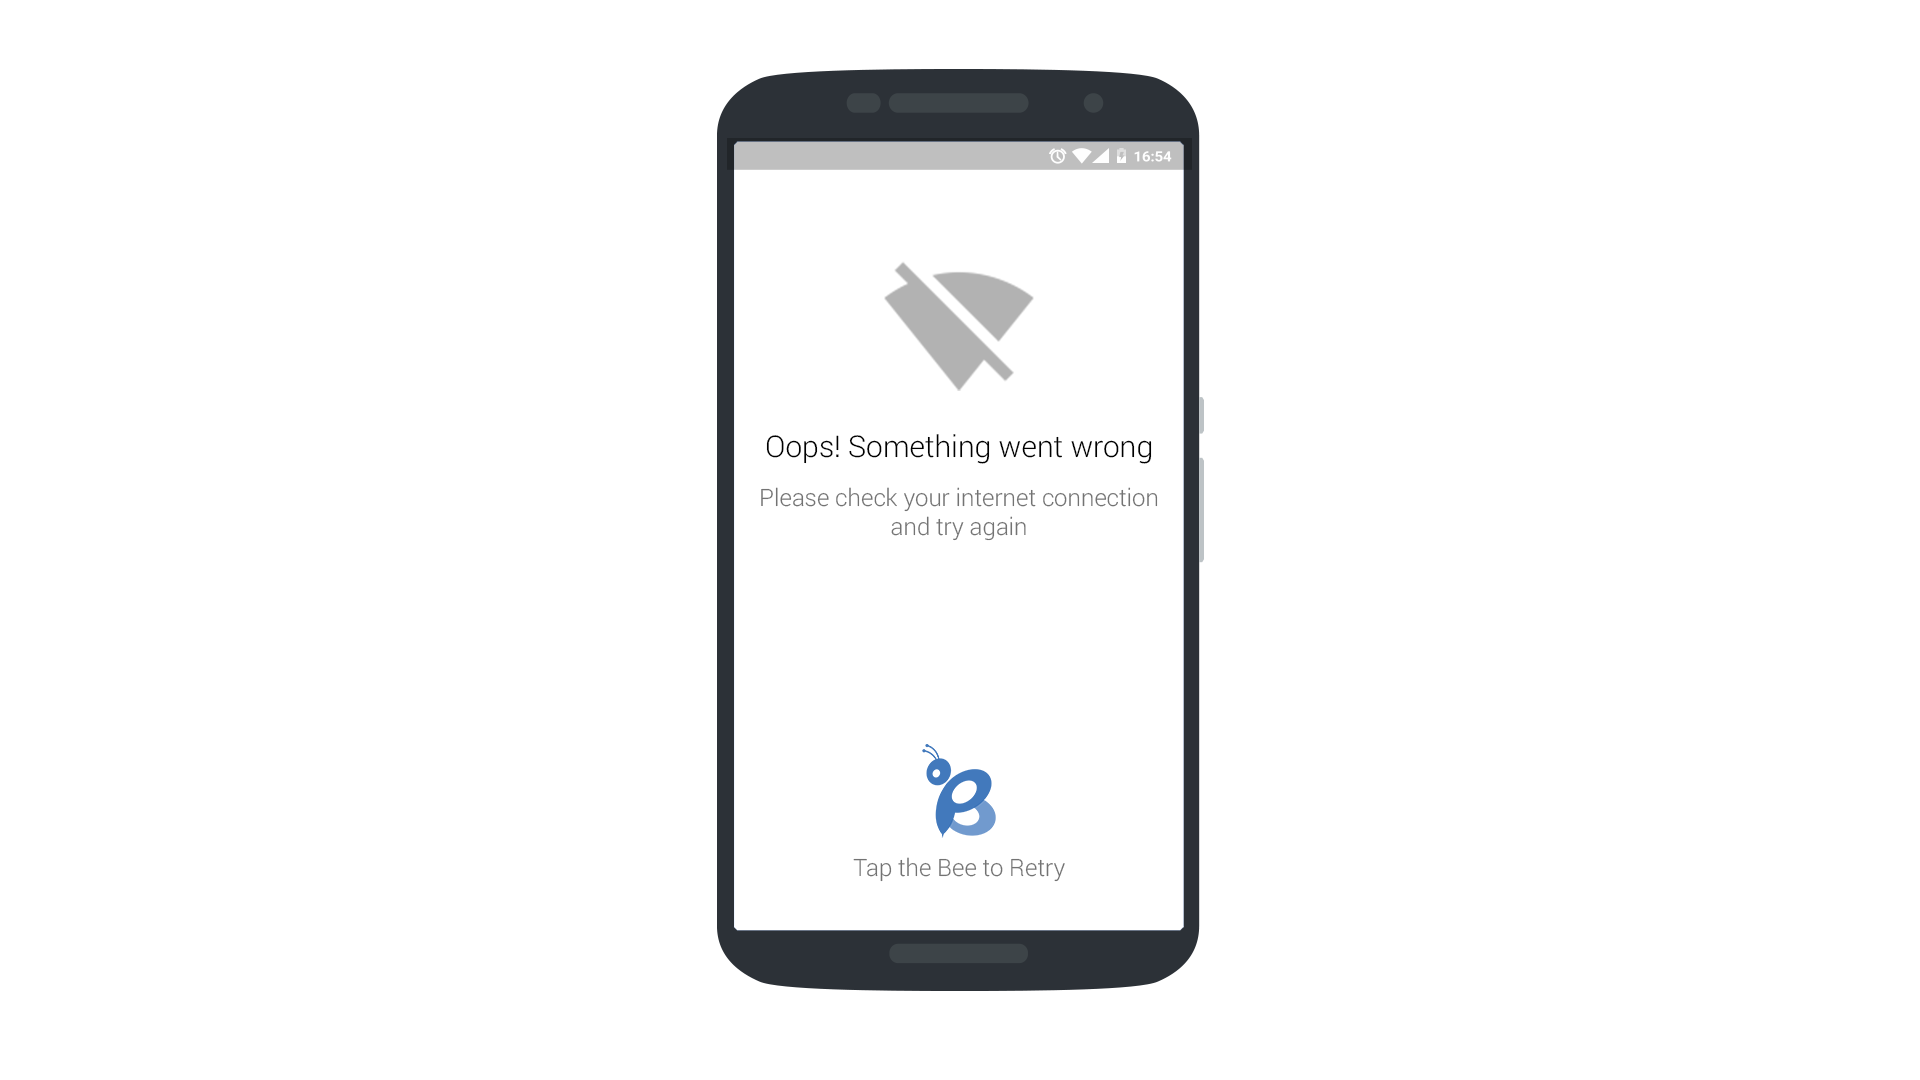 16:54
Oops! Something went wrong
Please check your internet connection
and try again
Tap the Bee to Retry